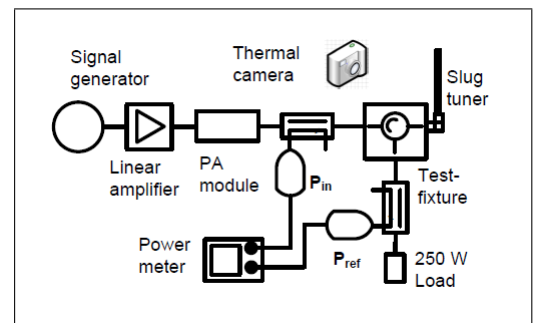 Signal
generator
Thermal
camera
Slug
tuner
Linear
amplifier
PA
module
Pin
Test-
fixture
Power
meter
Pref
250 W
Load